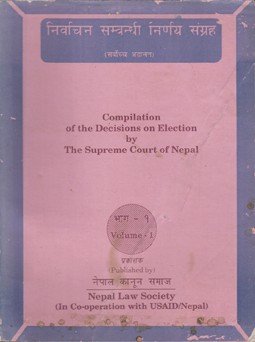 निर्वाचन सम्बन्धी निर्णय संग्रह
(सर्वोच्च अदालत)
Compilation
of the Decisions on Election
by
The Supreme Court of Nepal
भाग - १
Volume - 1
प्रकाशक
(Published by)
नेपाल कानून समाज
Nepal Law Society
(In Co-operation with USAID/Nepal)